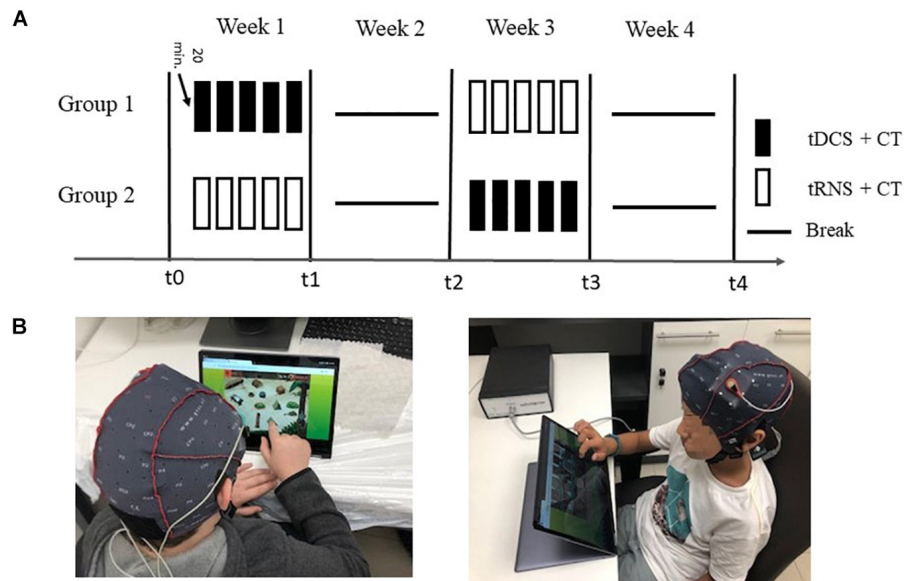 A
Week 1 Week 2 Week 3 Week 4
20
min.
Group 1
Group 2
tDCS + CT
tRNS + CT
Break
t0 t1 t2 t3 t4
B